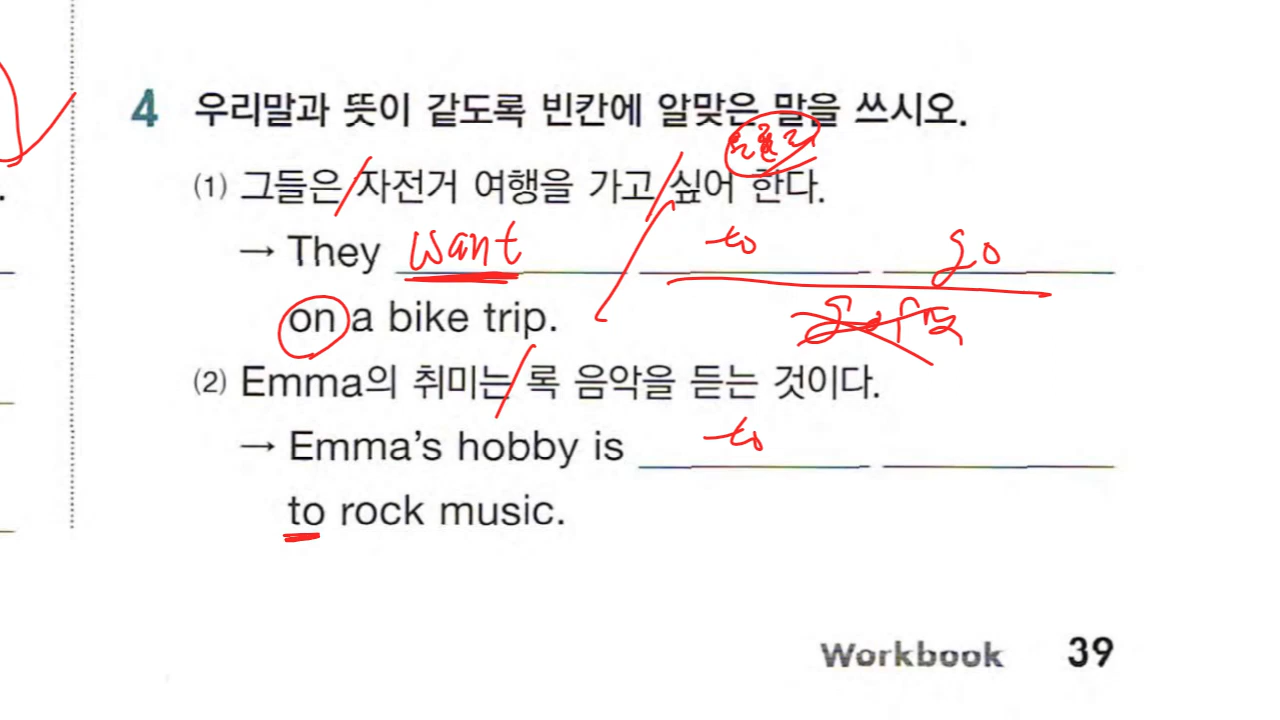 4 우리말과 뜻이 같도록 빈칸에 알맞은 말을 쓰시오.
(1) 그들은 자전거 여행을 가고 싶어 한다.
→ They want to go
on a bike trip.
(2) Emma의 취미는 록 음악을 듣는 것이다.
→ Emma's hobby is to
to rock music.
Workbook 39